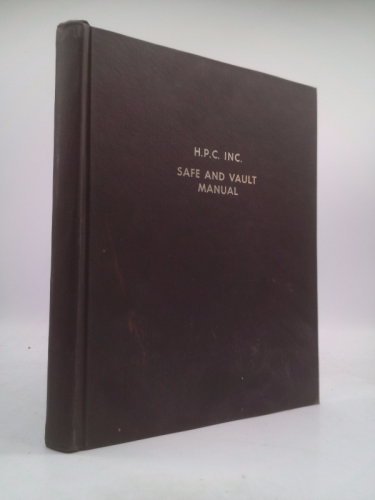 H.P.C. INC.
SAFE AND VAULT
MANUAL